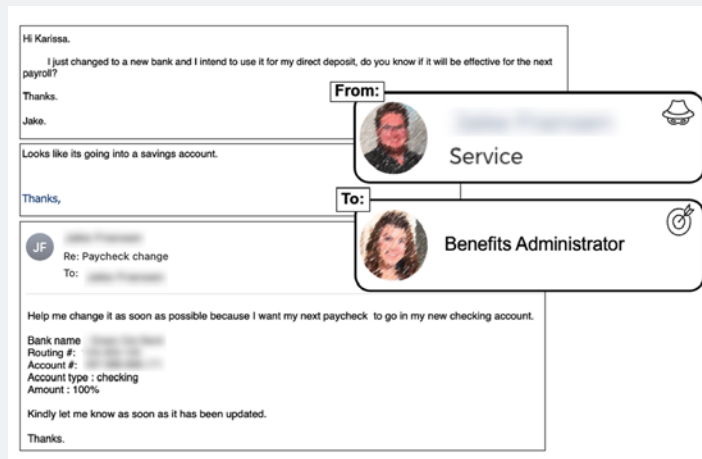 Hi Karissa.
I just changed to a new bank and I intend to use it for my direct deposit, do you know if it will be effective for the next
payroll?
Thanks.
Jake.
From:
Service
Looks like its going into a savings account.
Thanks,
To:
Benefits Administrator
JF
Re: Paycheck change
To:
Help me change it as soon as possible because I want my next paycheck to go in my new checking account.
Bank name
Routing #:
Account #:
Account type : checking
Amount : 100%
Kindly let me know as soon as it has been updated.
Thanks.